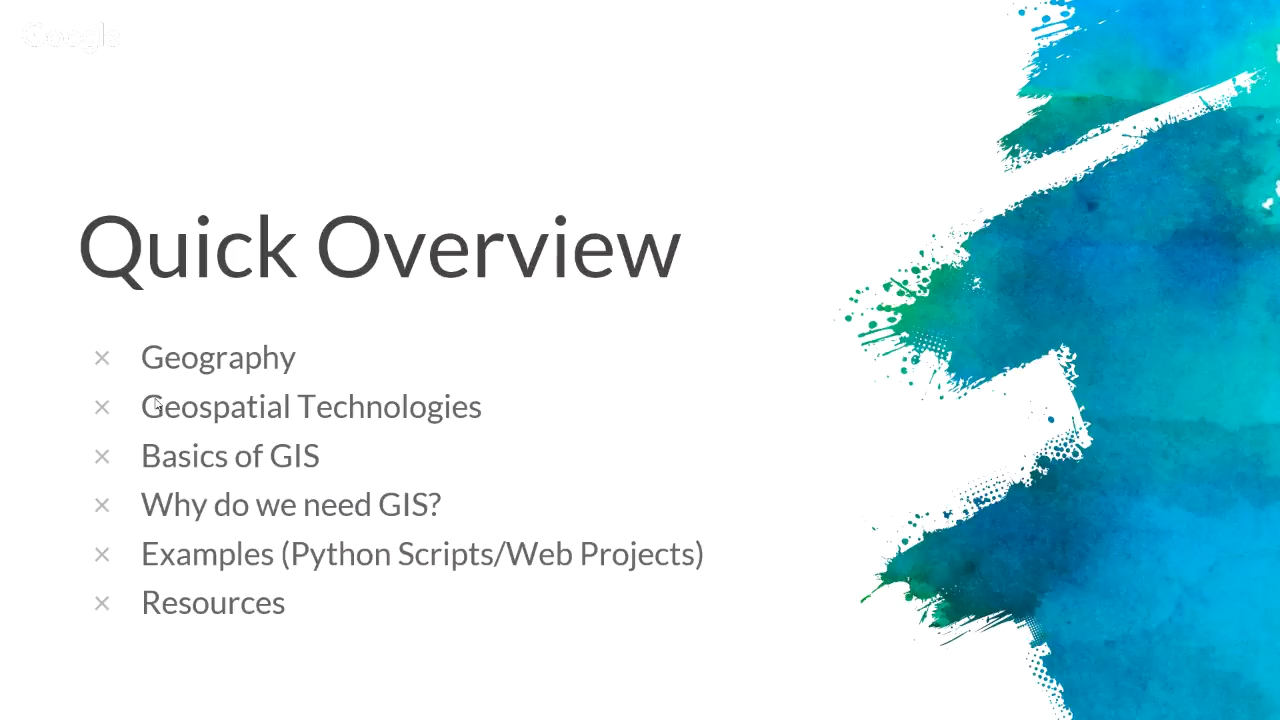 Google
Quick Overview
× Geography
× Geospatial Technologies
× Basics of GIS
× Why do we need GIS?
× Examples (Python Scripts/Web Projects)
× Resources